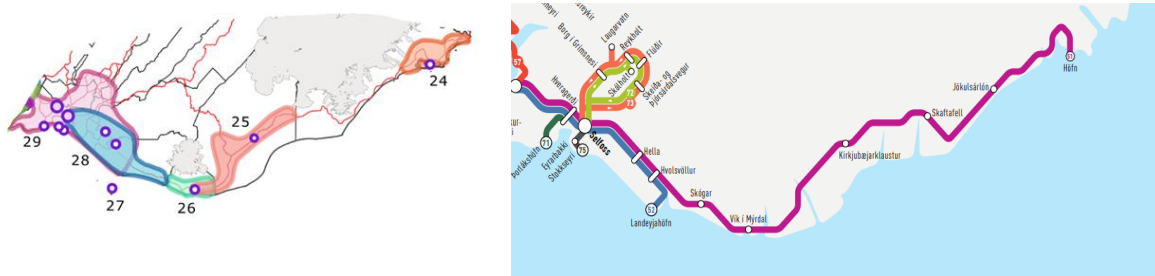 24
25
29
28
27
26
57
Borg í Grímsnesi
Laugarvatn
Reykholt
Flúðir
Skálholt
Skeiða- og
Þjórsárdalsvegur
72
73
Hveragerði
71
Þorlákshöfn
Eyrarbakki
Stokkseyri
75
Selfoss
Hella
Hvolsvöllur
52
Landeyjahöfn
Skógar
Vík í Mýrdal
Kirkjubæjarklaustur
Skaftafell
Jökulsárlón
51
Höfn